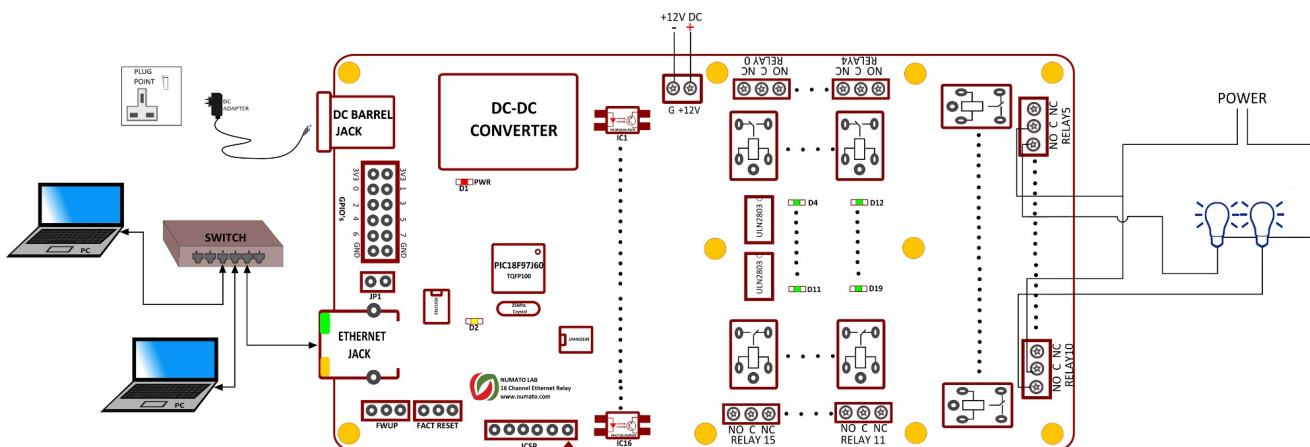 +12V DC
- +
PLUG
POINT
DC
ADAPTER
DC BARREL
JACK
DC-DC
CONVERTER
G +12V
IC1
NO C NC
RELAY 0
NO C NC
RELAY4
NO C NC
RELAY5
POWER
PWR
D1
GPIO's
3V3 3V3
0 1
2 3
4 5
6 7
GND GND
PC
SWITCH
JP1
PIC18F97J60
TQFP100
25Mhz
Crystal
ULN2803
ULN2803
D4
D12
D11
D19
D2
24AA02E48
ETHERNET
JACK
PC
NUMATO LAB
16 Channel Ethernet Relay
www.numato.com
FWUP
FACT RESET
ICSP
IC16
NO C NC
RELAY 15
NO C NC
RELAY 11
NO C NC
RELAY10